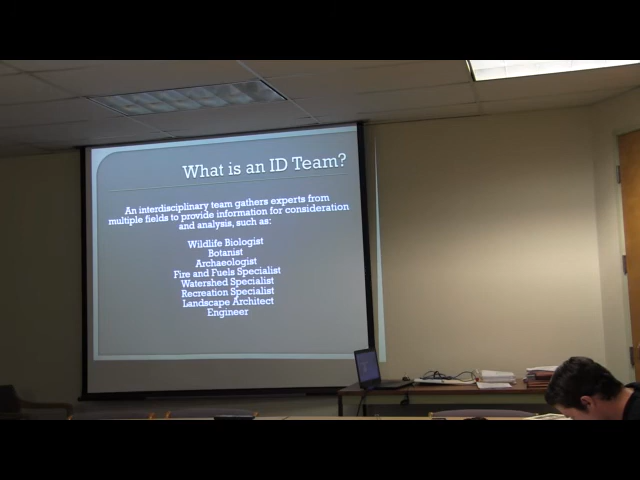 What is an ID Team?
An interdisciplinary team gathers experts from
multiple fields to provide information for consideration
and analysis, such as:
Wildlife Biologist
Botanist
Archaeologist
Fire and Fuels Specialist
Watershed Specialist
Recreation Specialist
Landscape Architect
Engineer